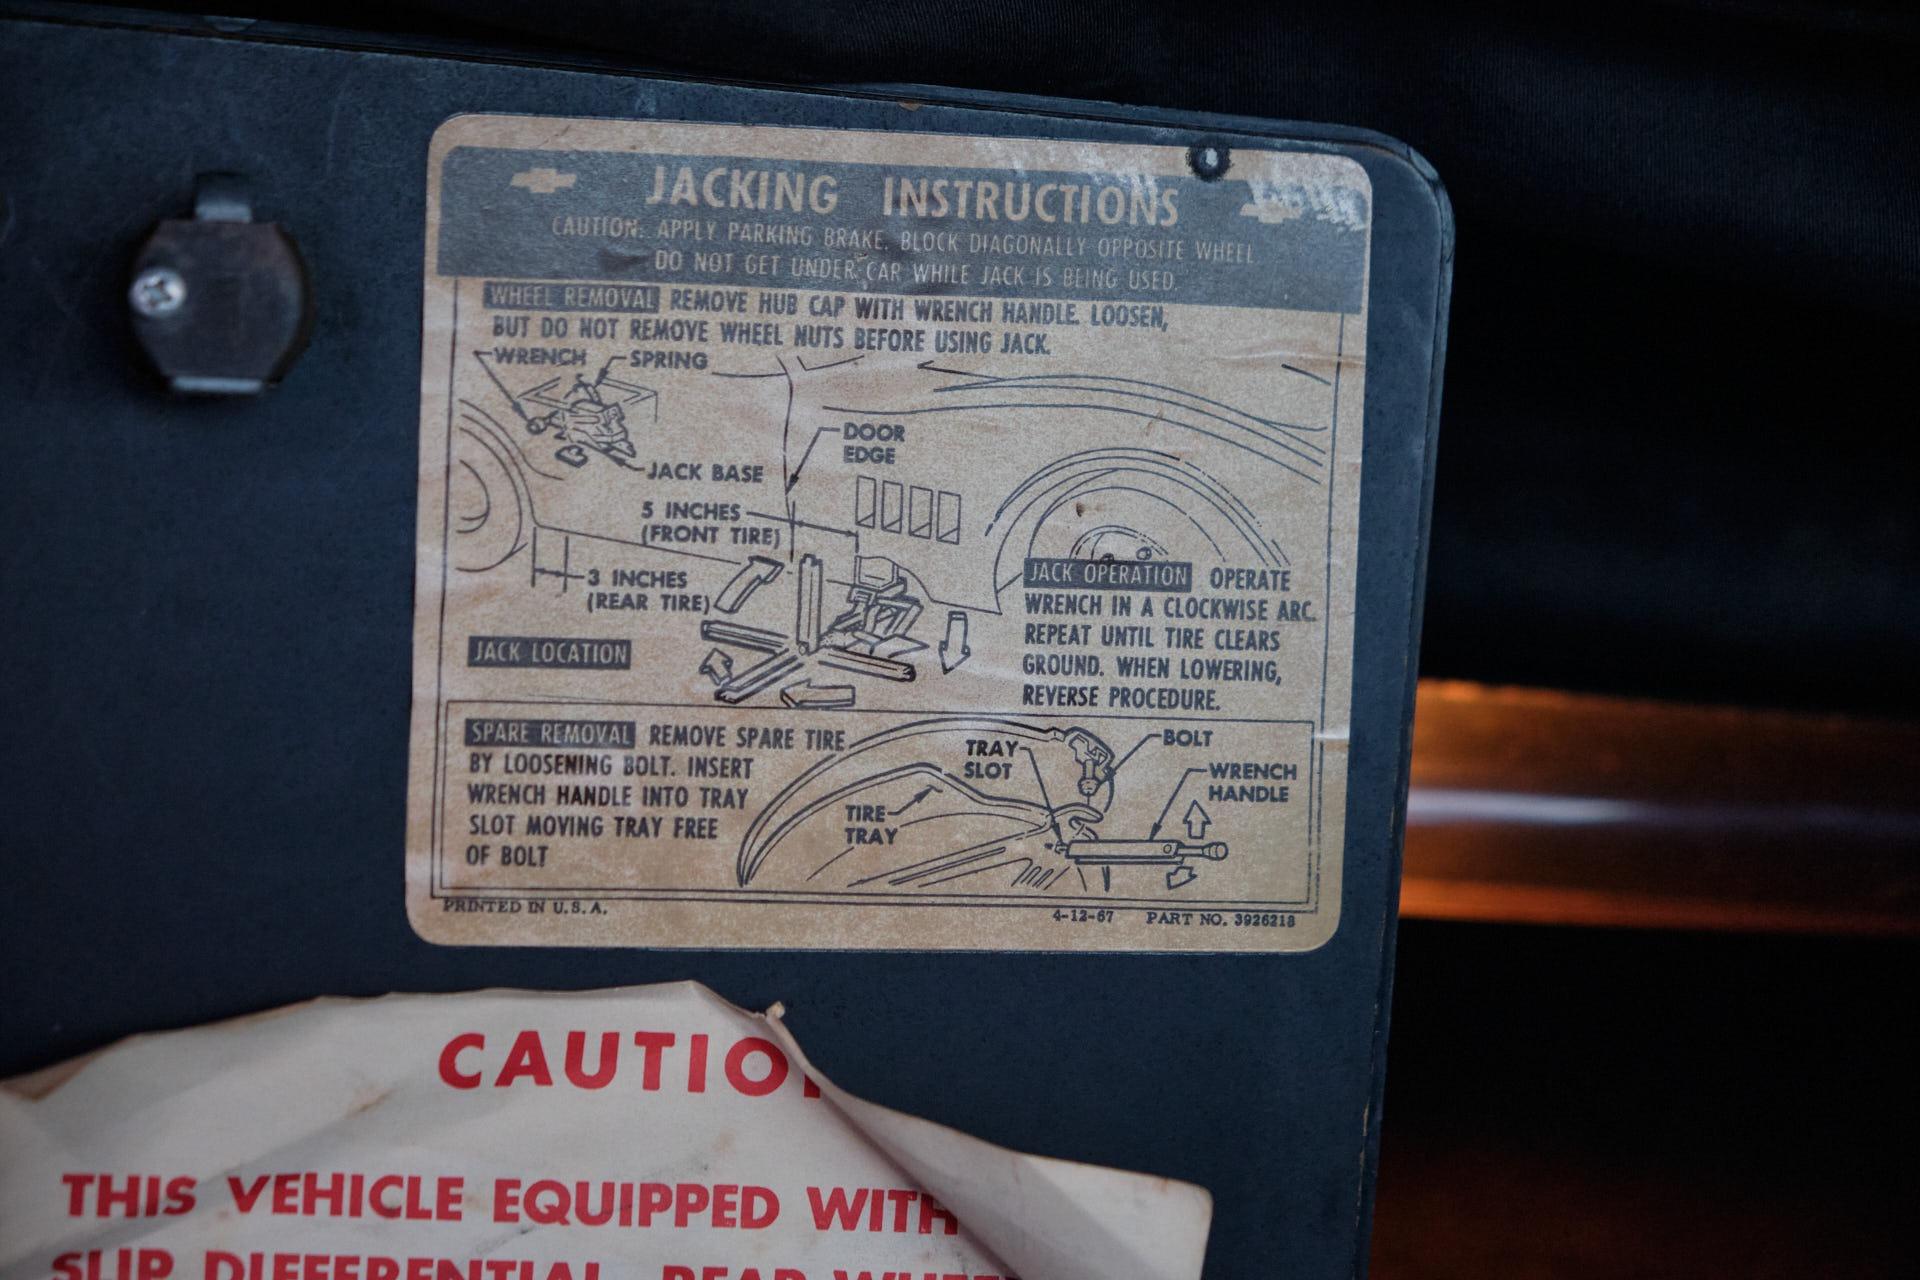 JACKING INSTRUCTIONS
CAUTION: APPLY PARKING BRAKE. BLOCK DIAGONALLY OPPOSITE WHEEL
DO NOT GET UNDER CAR WHILE JACK IS BEING USED.
WHEEL REMOVAL REMOVE HUB CAP WITH WRENCH HANDLE. LOOSEN,
BUT DO NOT REMOVE WHEEL NUTS BEFORE USING JACK.
WRENCH SPRING
DOOR
EDGE
JACK BASE
5 INCHES
(FRONT TIRE)
3 INCHES
(REAR TIRE)
JACK LOCATION
JACK OPERATION OPERATE
WRENCH IN A CLOCKWISE ARC.
REPEAT UNTIL TIRE CLEARS
GROUND. WHEN LOWERING,
REVERSE PROCEDURE.
SPARE REMOVAL REMOVE SPARE TIRE
BY LOOSENING BOLT. INSERT
WRENCH HANDLE INTO TRAY
SLOT MOVING TRAY FREE
OF BOLT
TRAY
SLOT
BOLT
WRENCH
HANDLE
TIRE
TRAY
PRINTED IN U.S.A. 4-12-67 PART NO. 3926218
CAUTIO
THIS VEHICLE EQUIPPED WITH
SLIP DIFFERENTIAL. REAR